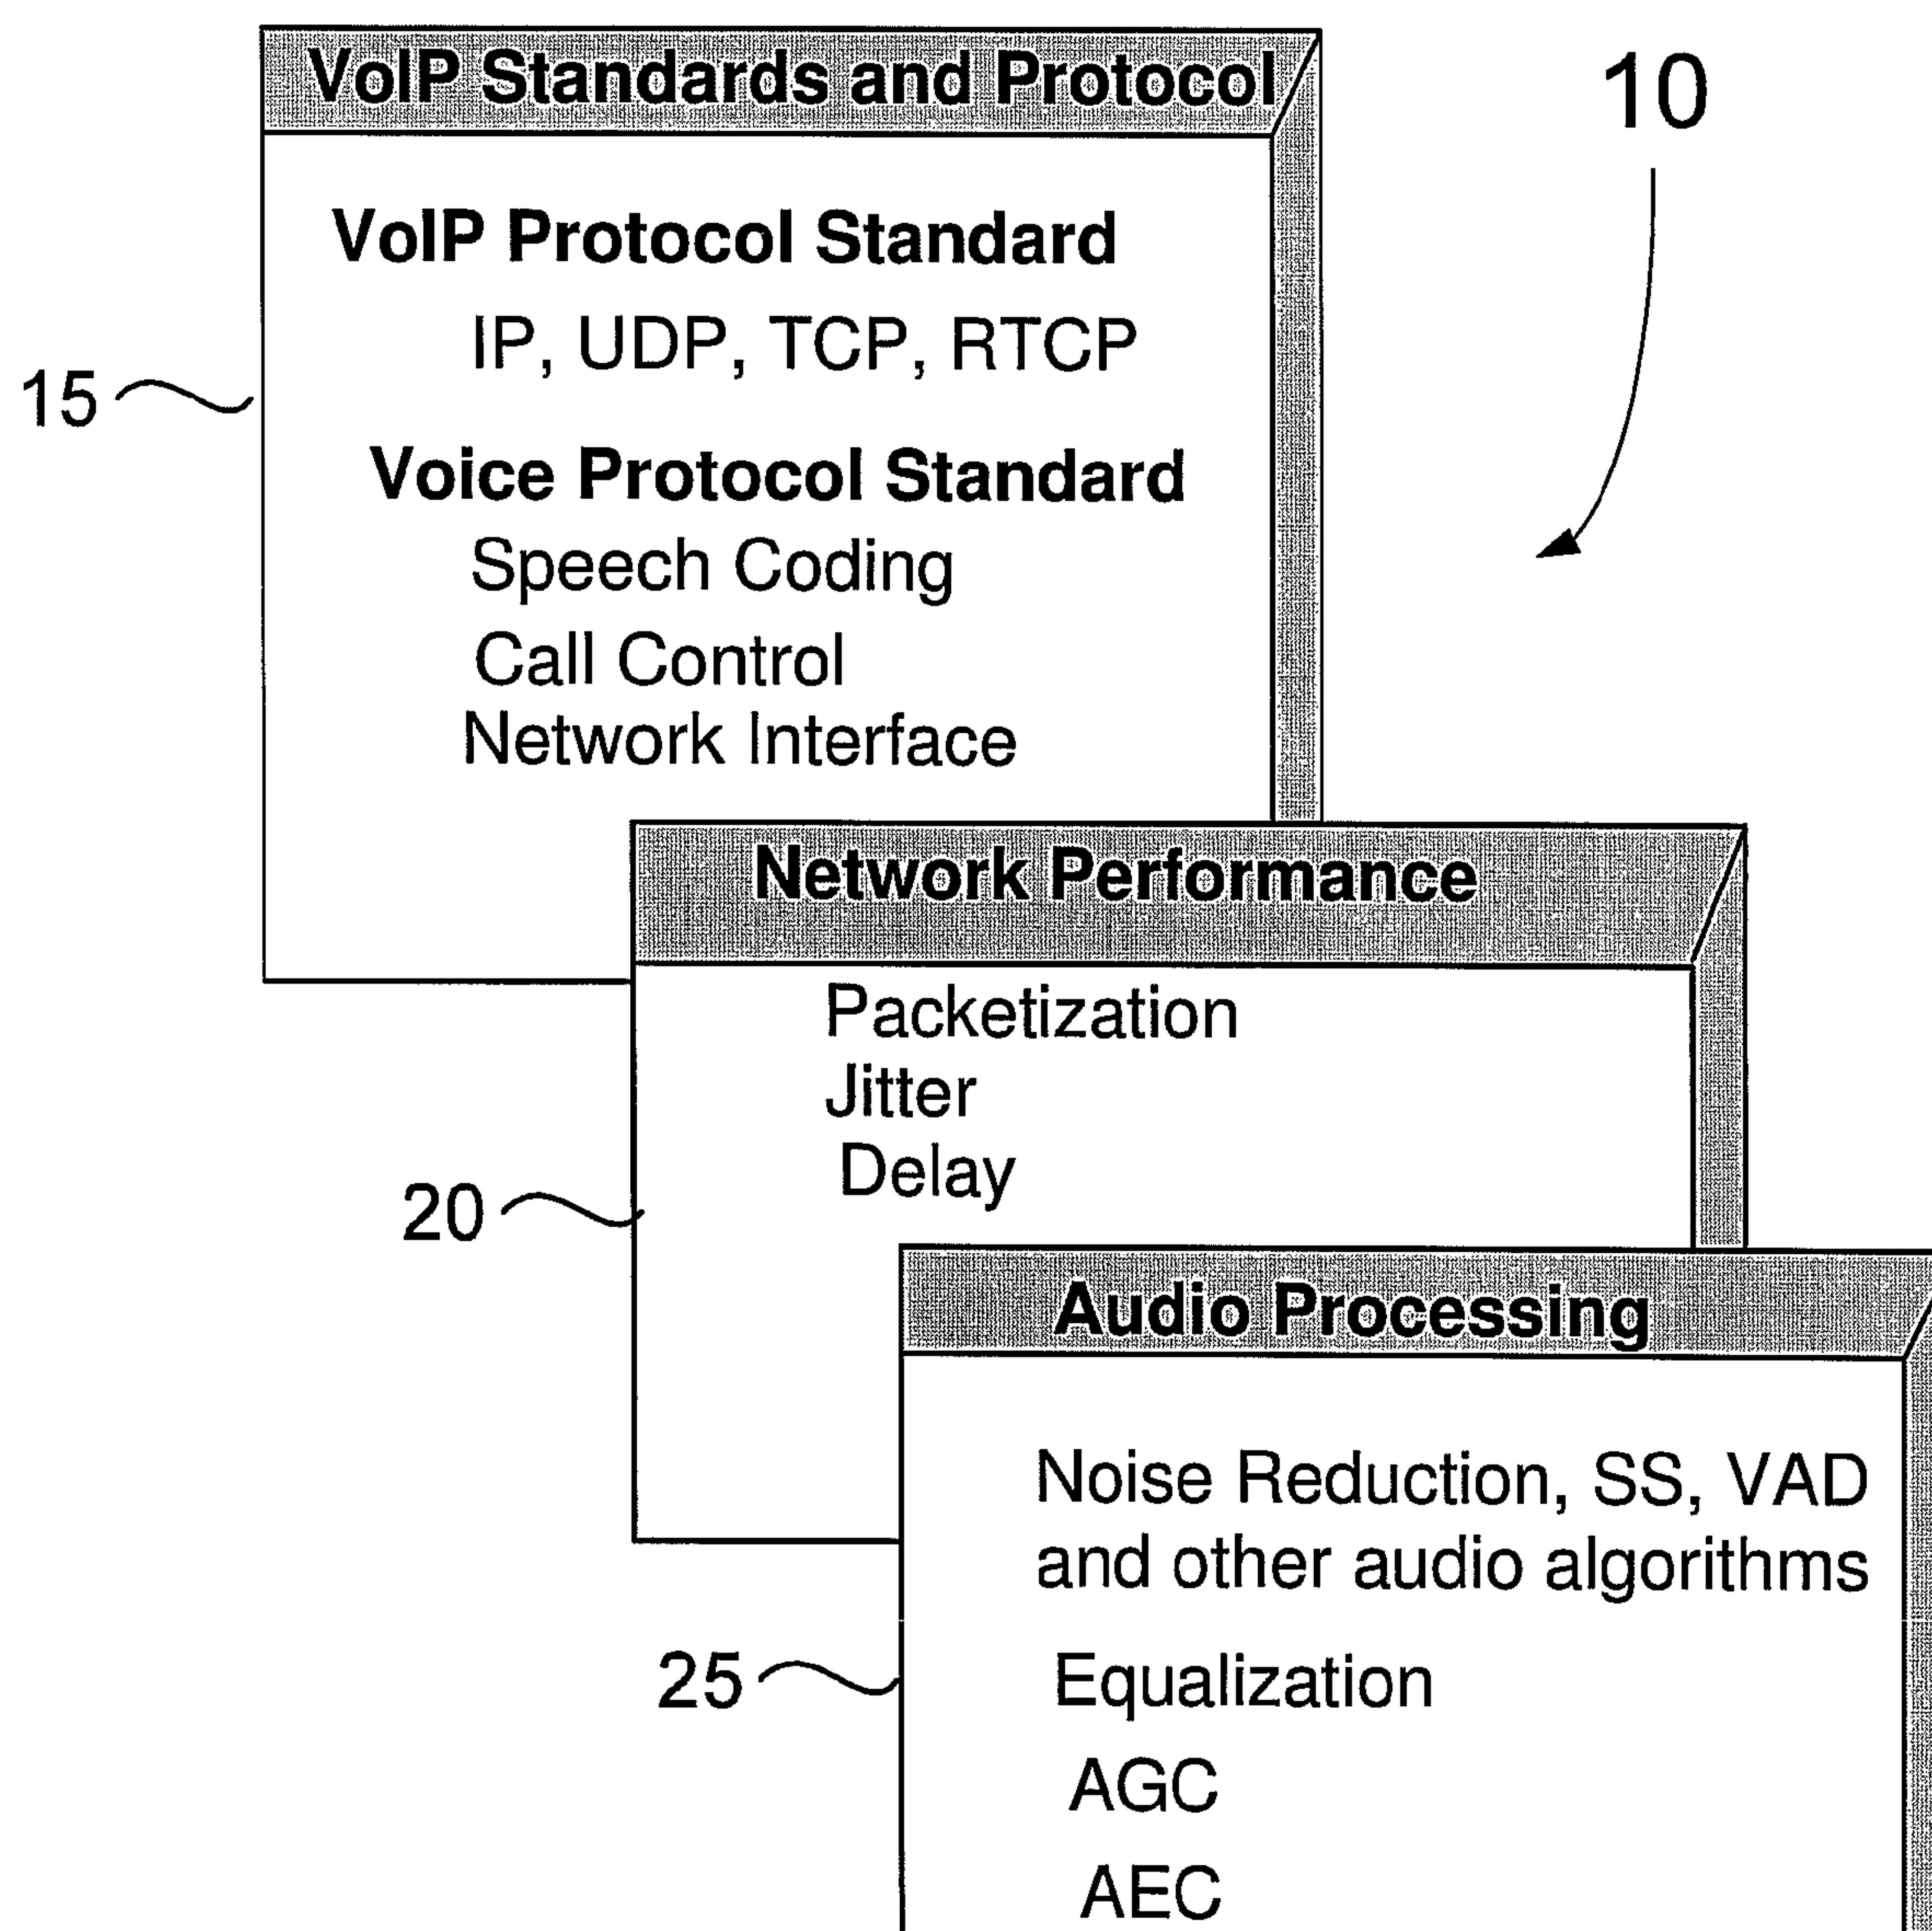 VoIP Standards and Protocol
10
VoIP Protocol Standard
IP, UDP, TCP, RTCP
15
Voice Protocol Standard
Speech Coding
Call Control
Network Interface
Network Performance
Packetization
Jitter
Delay
20
Audio Processing
Noise Reduction, SS, VAD
and other audio algorithms
25
Equalization
AGC
AEC